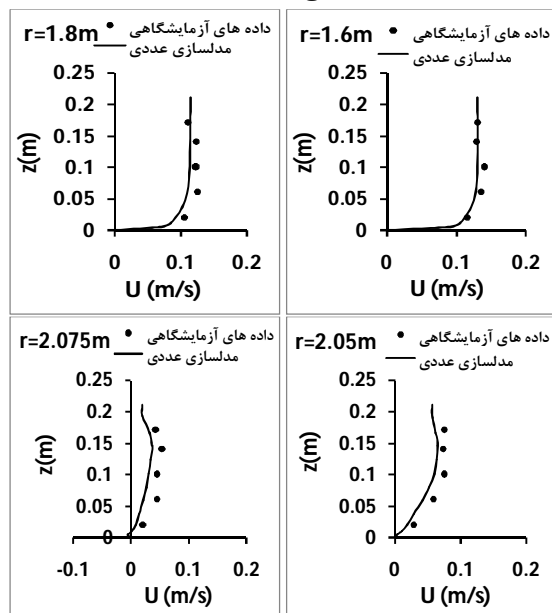 r=1.8m
داده های آزمایشگاهی
مدلسازی عددی
0.25
0.2
0.15
0.1
0.05
0
z(m)
0 0.1 0.2
U (m/s)
r=1.6m
داده های آزمایشگاهی
مدلسازی عددی
0.25
0.2
0.15
0.1
0.05
0
z(m)
0 0.1 0.2
U (m/s)
r=2.075m
داده های آزمایشگاهی
مدلسازی عددی
0.25
0.2
0.15
0.1
0.05
0
z(m)
-0.1 0 0.1 0.2
U (m/s)
r=2.05m
داده های آزمایشگاهی
مدلسازی عددی
0.25
0.2
0.15
0.1
0.05
0
z(m)
0 0.1 0.2
U (m/s)